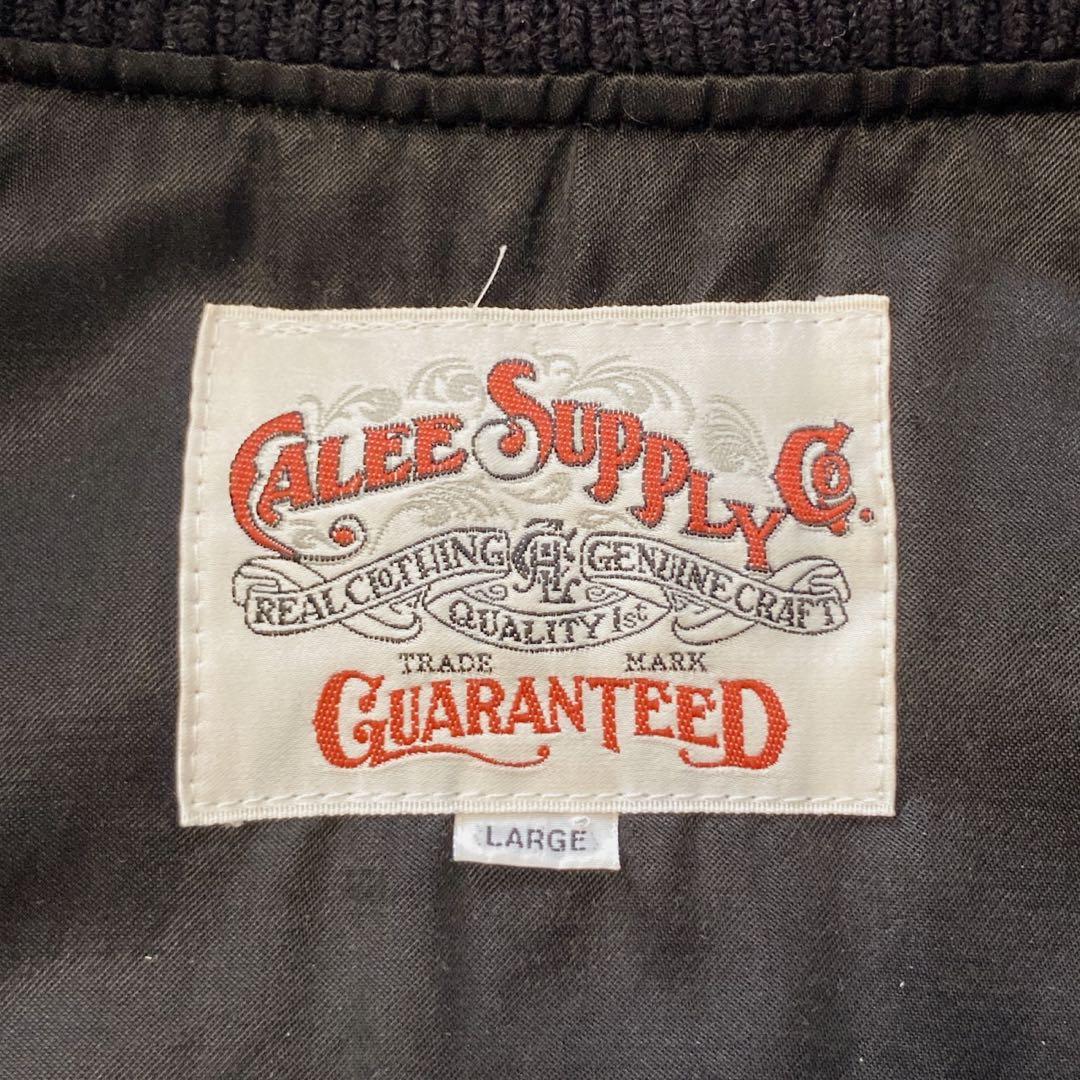 CALEE SUPPLY Co.
REAL CLOTHING GENUINE CRAFT
QUALITY 1st
TRADE MARK
GUARANTEED
LARGE